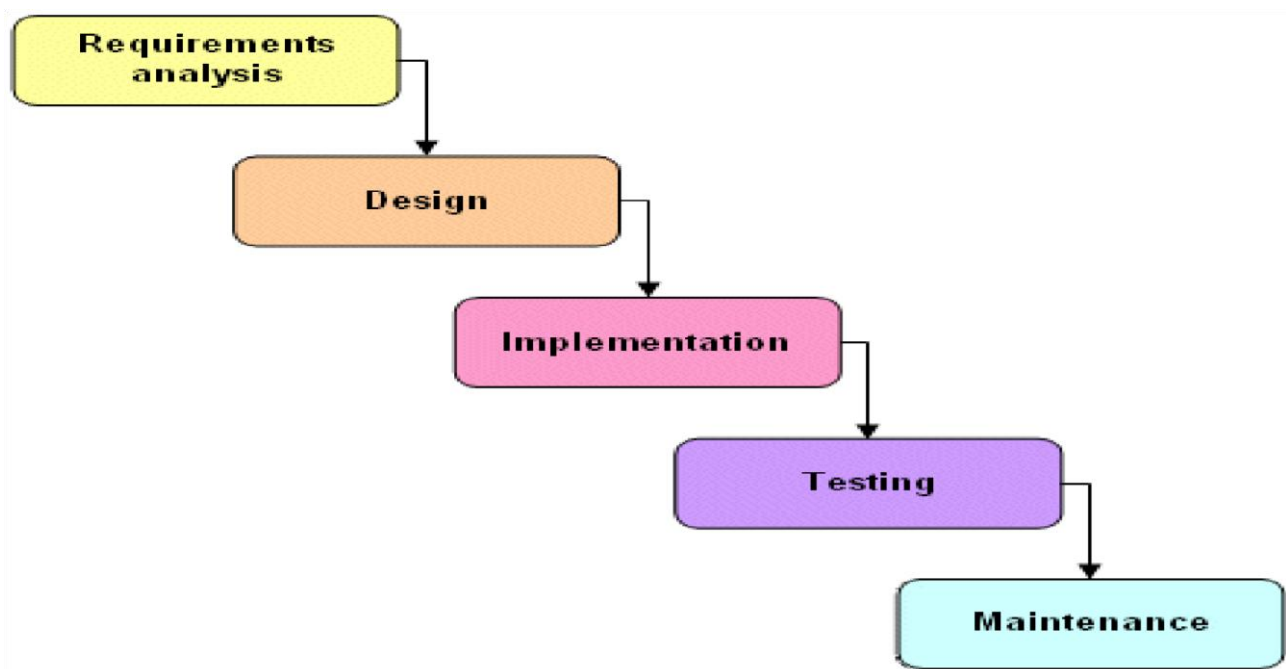 Requirements
analysis
Design
Implementation
Testing
Maintenance